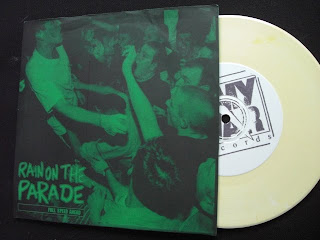 RAIN ON THE
PARADE
FULL SPEED AHEAD
records